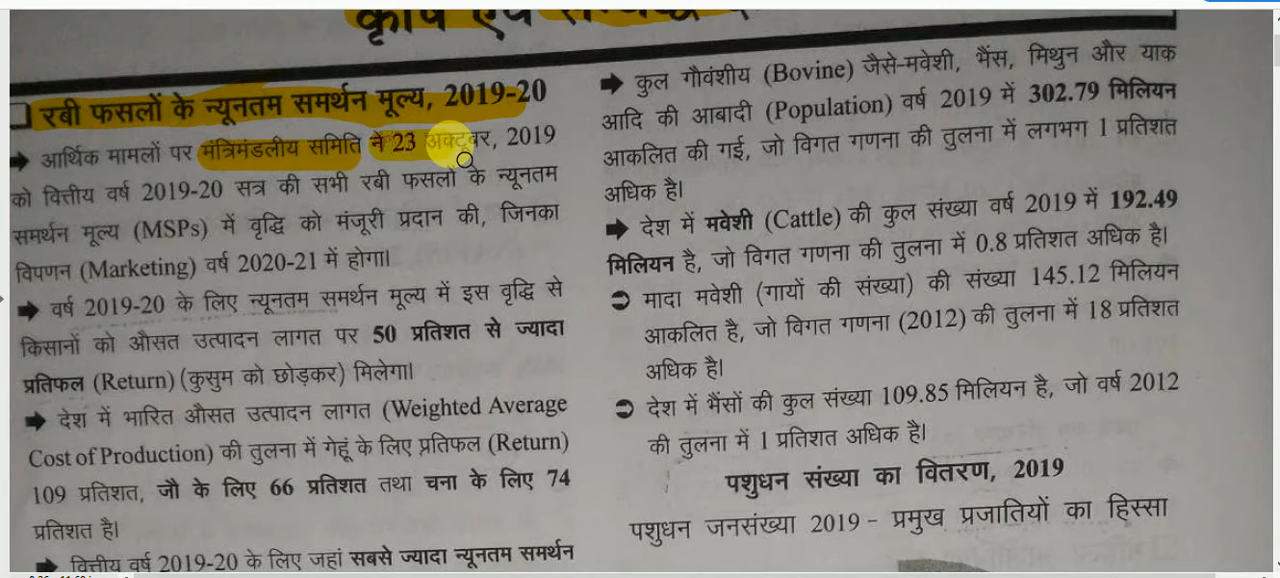 कृषि एवं
❑ रबी फसलों के न्यूनतम समर्थन मूल्य, 2019-20
➡ आर्थिक मामलों पर मंत्रिमंडलीय समिति ने 23 अक्टूबर, 2019
को वित्तीय वर्ष 2019-20 सत्र की सभी रबी फसलों के न्यूनतम
समर्थन मूल्य (MSPs) में वृद्धि को मंजूरी प्रदान की, जिनका
विपणन (Marketing) वर्ष 2020-21 में होगा।
➡ वर्ष 2019-20 के लिए न्यूनतम समर्थन मूल्य में इस वृद्धि से
किसानों को औसत उत्पादन लागत पर 50 प्रतिशत से ज्यादा
प्रतिफल (Return) (कुसुम को छोड़कर) मिलेगा।
➡ देश में भारित औसत उत्पादन लागत (Weighted Average
Cost of Production) की तुलना में गेहूं के लिए प्रतिफल (Return)
109 प्रतिशत, जौ के लिए 66 प्रतिशत तथा चना के लिए 74
प्रतिशत है।
➡ वित्तीय वर्ष 2019-20 के लिए जहां सबसे ज्यादा न्यूनतम समर्थन
➡ कुल गौवंशीय (Bovine) जैसे-मवेशी, भैंस, मिथुन और याक
आदि की आबादी (Population) वर्ष 2019 में 302.79 मिलियन
आकलित की गई, जो विगत गणना की तुलना में लगभग 1 प्रतिशत
अधिक है।
➡ देश में मवेशी (Cattle) की कुल संख्या वर्ष 2019 में 192.49
मिलियन है, जो विगत गणना की तुलना में 0.8 प्रतिशत अधिक है।
➲ मादा मवेशी (गायों की संख्या) की संख्या 145.12 मिलियन
आकलित है, जो विगत गणना (2012) की तुलना में 18 प्रतिशत
अधिक है।
➲ देश में भैंसों की कुल संख्या 109.85 मिलियन है, जो वर्ष 2012
की तुलना में 1 प्रतिशत अधिक है।
पशुधन संख्या का वितरण, 2019
पशुधन जनसंख्या 2019 - प्रमुख प्रजातियों का हिस्सा